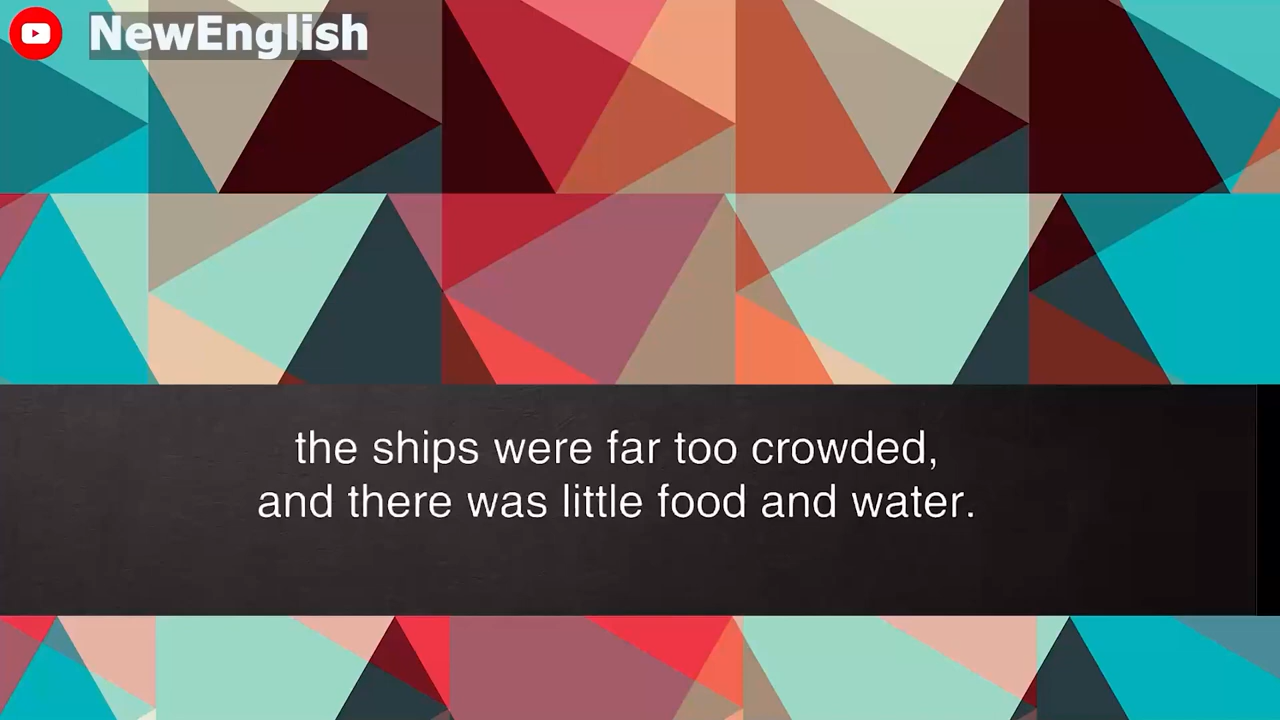 NewEnglish
the ships were far too crowded,
and there was little food and water.